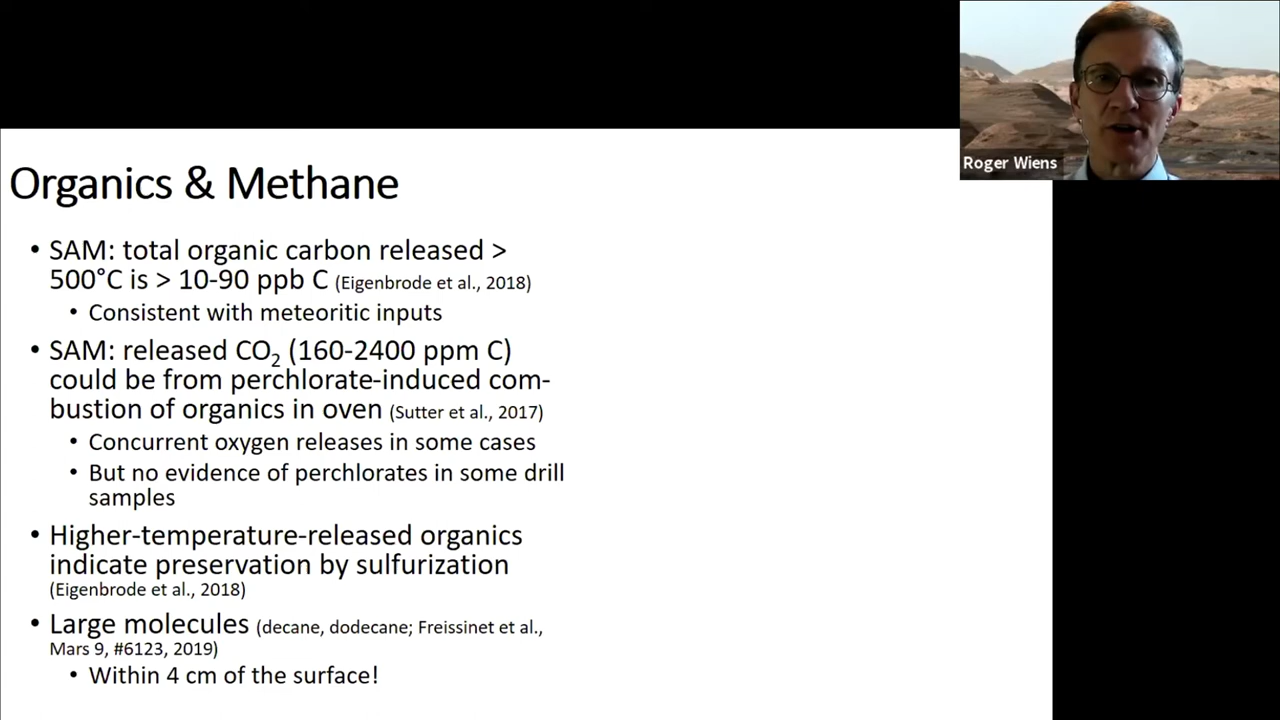 Roger Wiens
Organics & Methane
• SAM: total organic carbon released >
500°C is > 10-90 ppb C (Eigenbrode et al., 2018)
• Consistent with meteoritic inputs
• SAM: released CO₂ (160-2400 ppm C)
could be from perchlorate-induced com-
bustion of organics in oven (Sutter et al., 2017)
• Concurrent oxygen releases in some cases
• But no evidence of perchlorates in some drill
samples
• Higher-temperature-released organics
indicate preservation by sulfurization
(Eigenbrode et al., 2018)
• Large molecules (decane, dodecane; Freissinet et al.,
Mars 9, #6123, 2019)
• Within 4 cm of the surface!